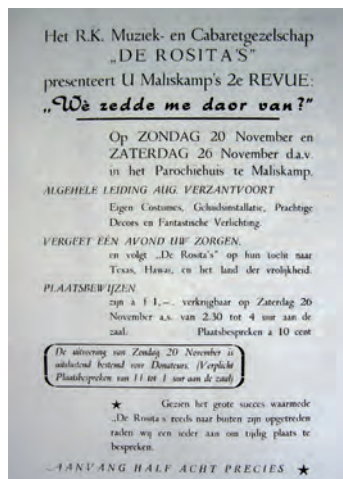 Het R.K. Muziek- en Cabaretgezelschap
„DE ROSITA'S"
presenteert U Maliskamp's 2e REVUE:
„Wè zedde me daor van?"
Op ZONDAG 20 November en
ZATERDAG 26 November d.a.v.
in het Parochiehuis te Maliskamp.
ALGEHELE LEIDING AUG. VERZANTVOORT
Eigen Costumes, Geluidsinstallatie, Prachtige
Decors en Fantastische Verlichting.
VERGEET EEN AVOND UW ZORGEN.
en volgt „De Rosita's" op hun tocht naar
Texas, Hawai, en het land der vrolijkheid.
PLAATSBEWIJZEN
zijn à f 1,–. verkrijgbaar op Zaterdag 26
November a.s. van 2.30 tot 4 uur aan de
zaal. Plaatsbespreken à 10 cent
De uitvoering van Zondag 20 November is
uitsluitend bestemd voor Donateurs. (Verplicht
Plaatsbespreken van 11 tot 1 uur aan de zaal)
★ Gezien het grote succes waarmede
„De Rosita's reeds naar buiten zijn opgetreden
raden wij een ieder aan om tijdig plaats te
bespreken.
AANVANG HALF ACHT PRECIES ★